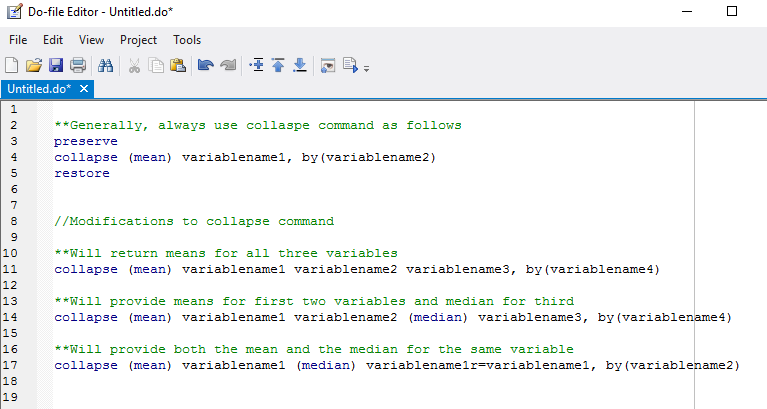 Do-file Editor - Untitled.do*
File Edit View Project Tools
Untitled.do* ×
1
2 **Generally, always use collaspe command as follows
3 preserve
4 collapse (mean) variablename1, by(variablename2)
5 restore
6
7
8 //Modifications to collapse command
9
10 **Will return means for all three variables
11 collapse (mean) variablename1 variablename2 variablename3, by(variablename4)
12
13 **Will provide means for first two variables and median for third
14 collapse (mean) variablename1 variablename2 (median) variablename3, by(variablename4)
15
16 **Will provide both the mean and the median for the same variable
17 collapse (mean) variablename1 (median) variablename1r=variablename1, by(variablename2)
18
19